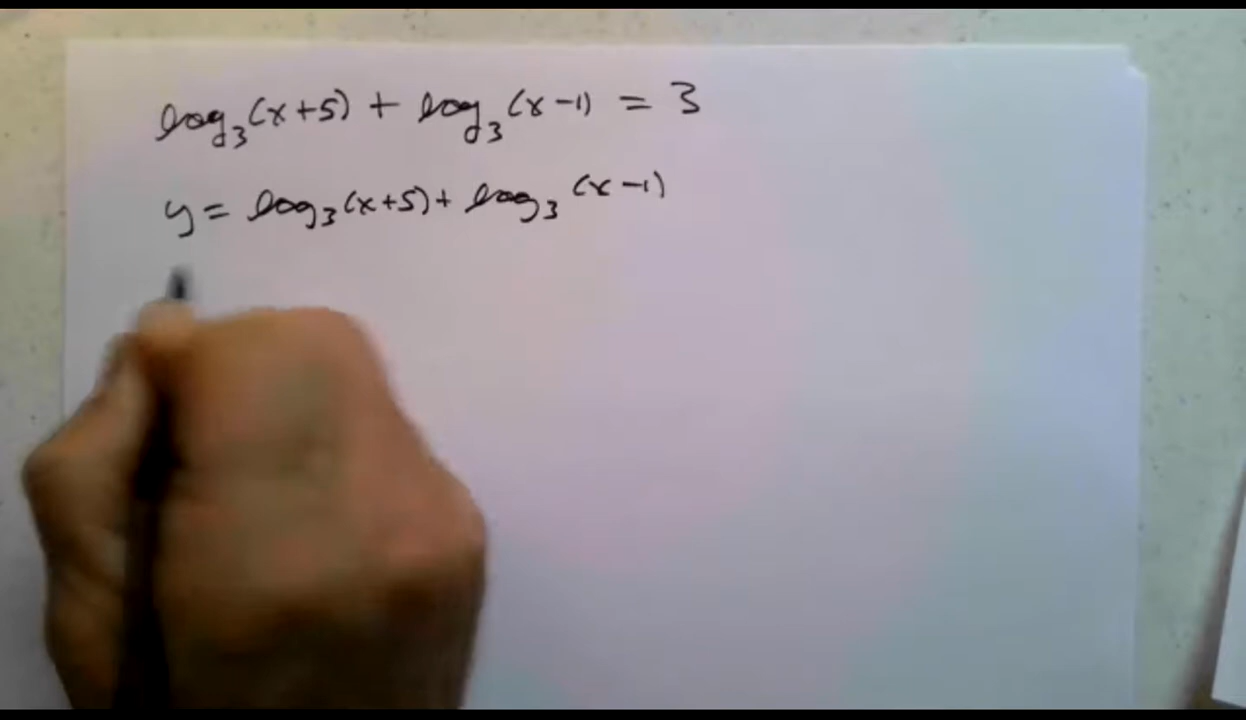 log₃(x+5) + log₃(x-1) = 3
y = log₃(x+5) + log₃(x-1)